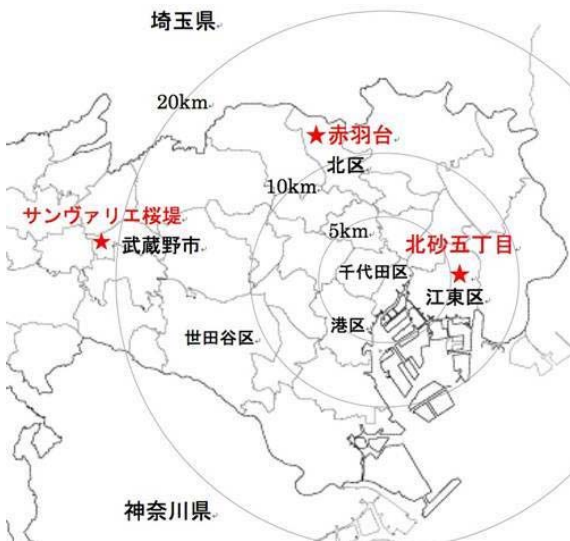 埼玉県
20km
★赤羽台
北区
10km
サンヴァリエ桜堤
★
武蔵野市
5km
北砂五丁目
★
千代田区
江東区
港区
世田谷区
神奈川県